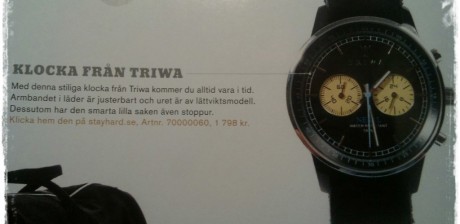 KLOCKA FRÅN TRIWA
Med denna stiliga klocka från Triwa kommer du alltid vara i tid.
Armbandet i läder är justerbart och uret är av lättviktsmodell.
Dessutom har den smarta lilla saken även stoppur.
Klicka hem den på stayhard.se, Artnr. 70000060, 1 798 kr.